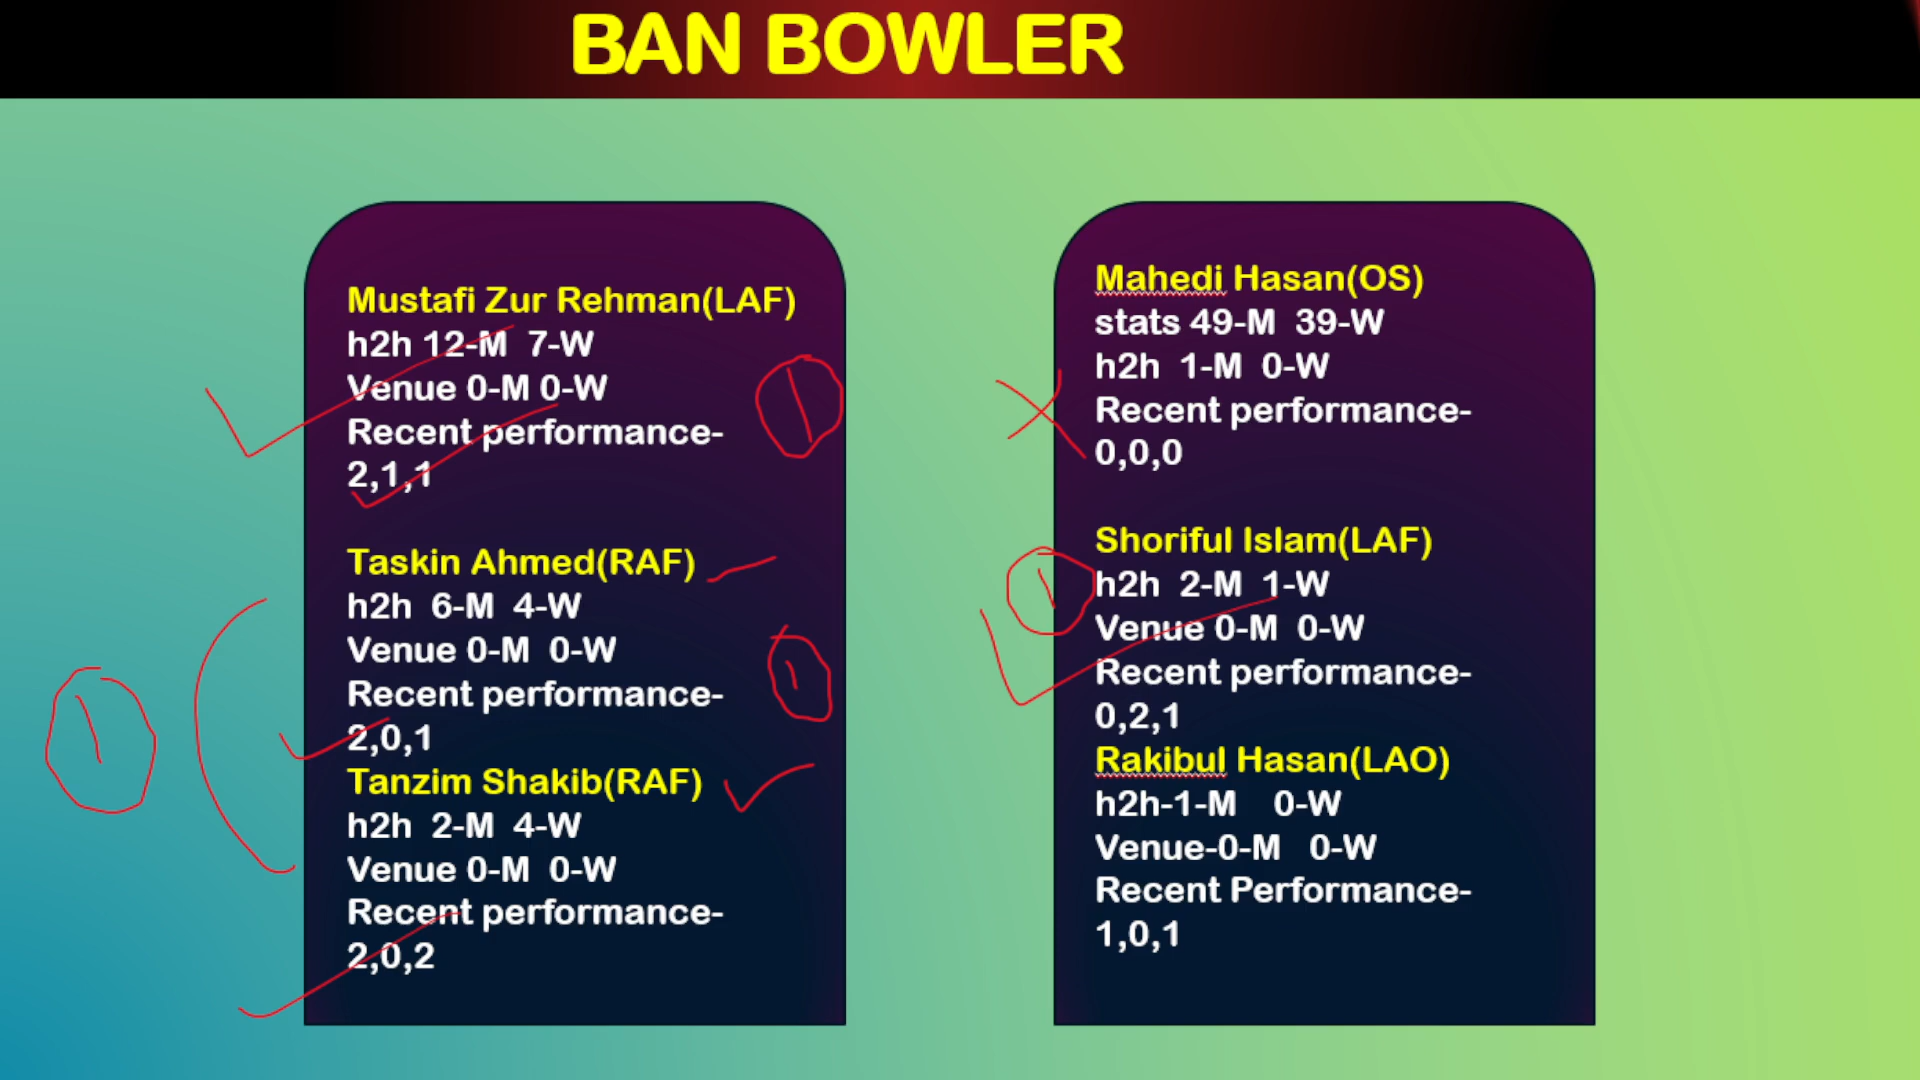 BAN BOWLER
Mustafi Zur Rehman(LAF)
h2h 12-M 7-W
Venue 0-M 0-W
Recent performance-
2,1,1
Taskin Ahmed(RAF)
h2h 6-M 4-W
Venue 0-M 0-W
Recent performance-
2,0,1
Tanzim Shakib(RAF)
h2h 2-M 4-W
Venue 0-M 0-W
Recent performance-
2,0,2
Mahedi Hasan(OS)
stats 49-M 39-W
h2h 1-M 0-W
Recent performance-
0,0,0
Shoriful Islam(LAF)
h2h 2-M 1-W
Venue 0-M 0-W
Recent performance-
0,2,1
Rakibul Hasan(LAO)
h2h-1-M 0-W
Venue-0-M 0-W
Recent Performance-
1,0,1
1
1
1
1